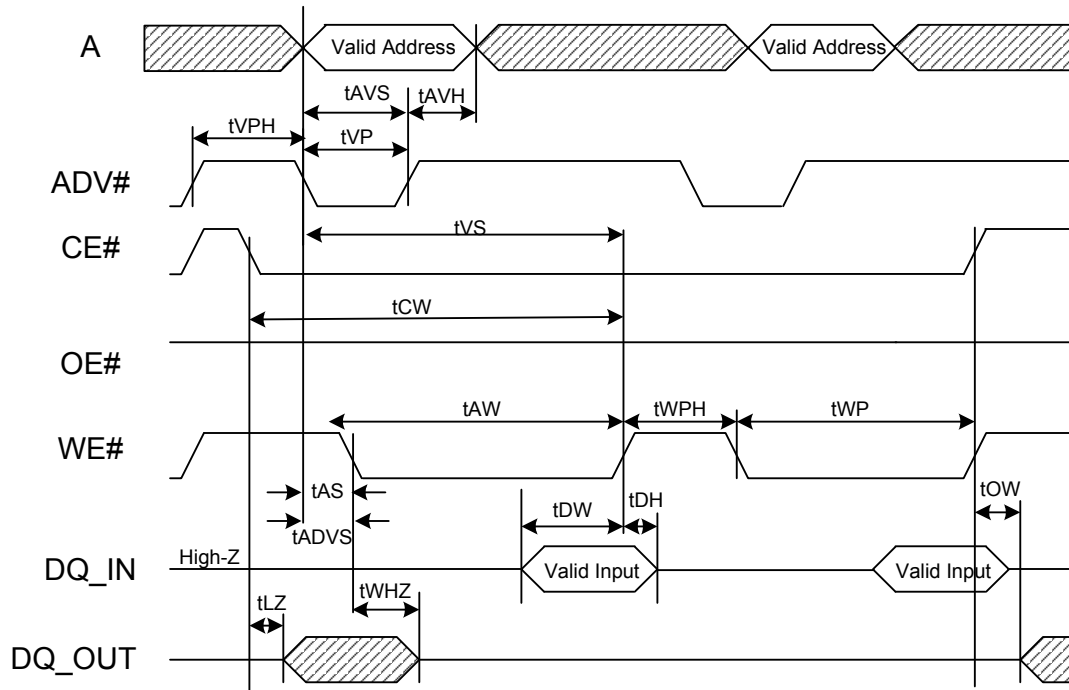 A
Valid Address
Valid Address
tAVS
tAVH
tVPH
tVP
ADV#
tVS
CE#
tCW
OE#
tAW
tWPH
tWP
WE#
tAS
tDW
tDH
tOW
tADVS
High-Z
DQ_IN
Valid Input
Valid Input
tLZ
tWHZ
DQ_OUT